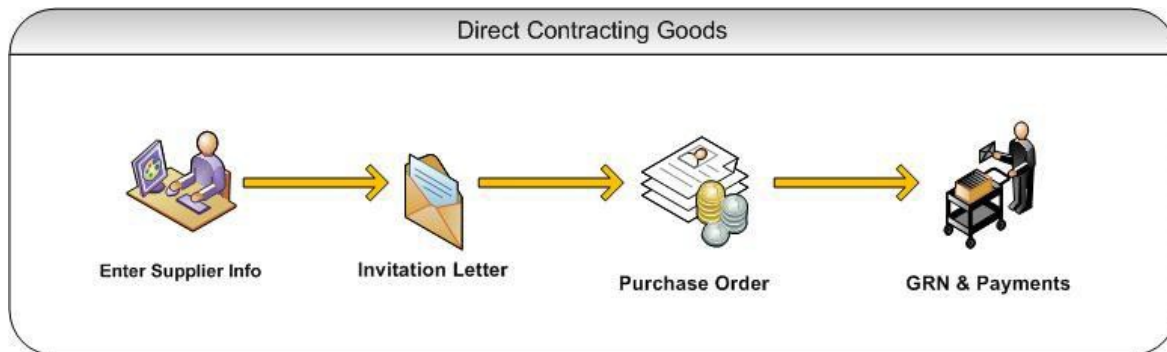 Direct Contracting Goods
Enter Supplier Info
Invitation Letter
Purchase Order
GRN & Payments